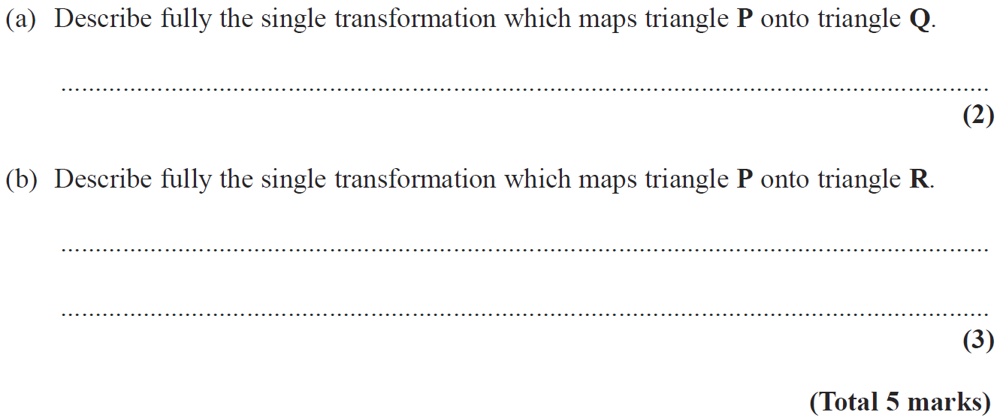 (a) Describe fully the single transformation which maps triangle P onto triangle Q.
..............................................................................................................................
(2)
(b) Describe fully the single transformation which maps triangle P onto triangle R.
..............................................................................................................................
..............................................................................................................................
(3)
(Total 5 marks)